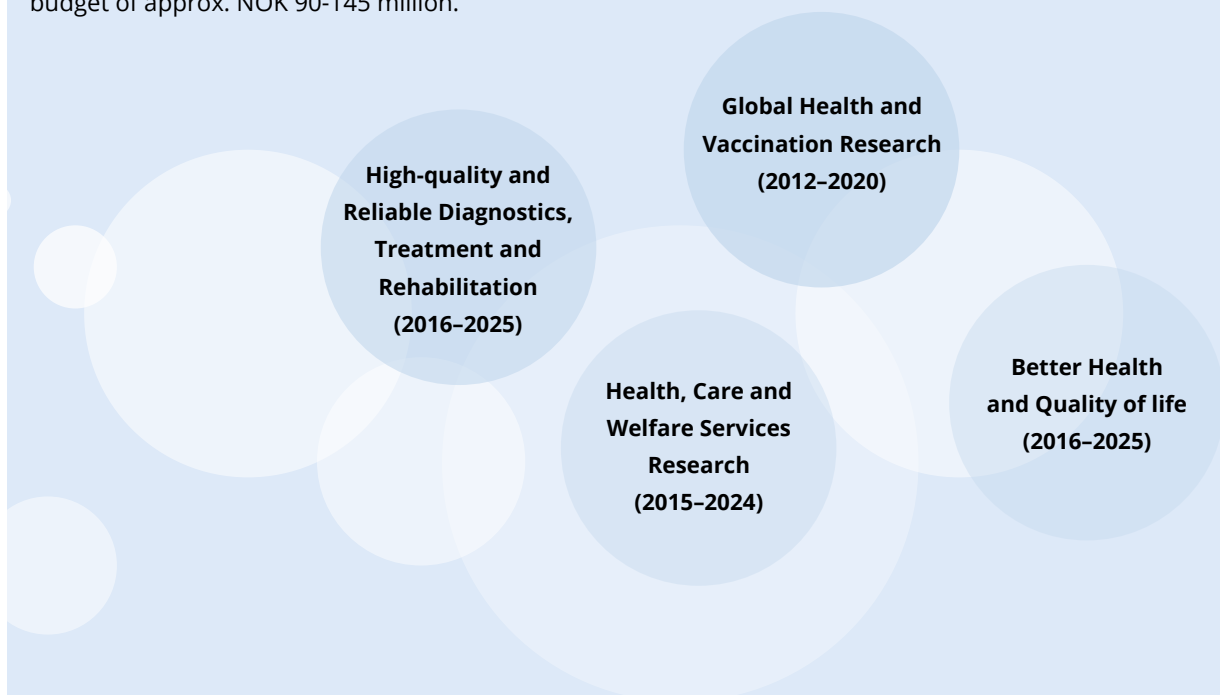 budget of approx. NOK 90-145 million.
Global Health and
Vaccination Research
(2012–2020)
High-quality and
Reliable Diagnostics,
Treatment and
Rehabilitation
(2016–2025)
Health, Care and
Welfare Services
Research
(2015–2024)
Better Health
and Quality of life
(2016–2025)